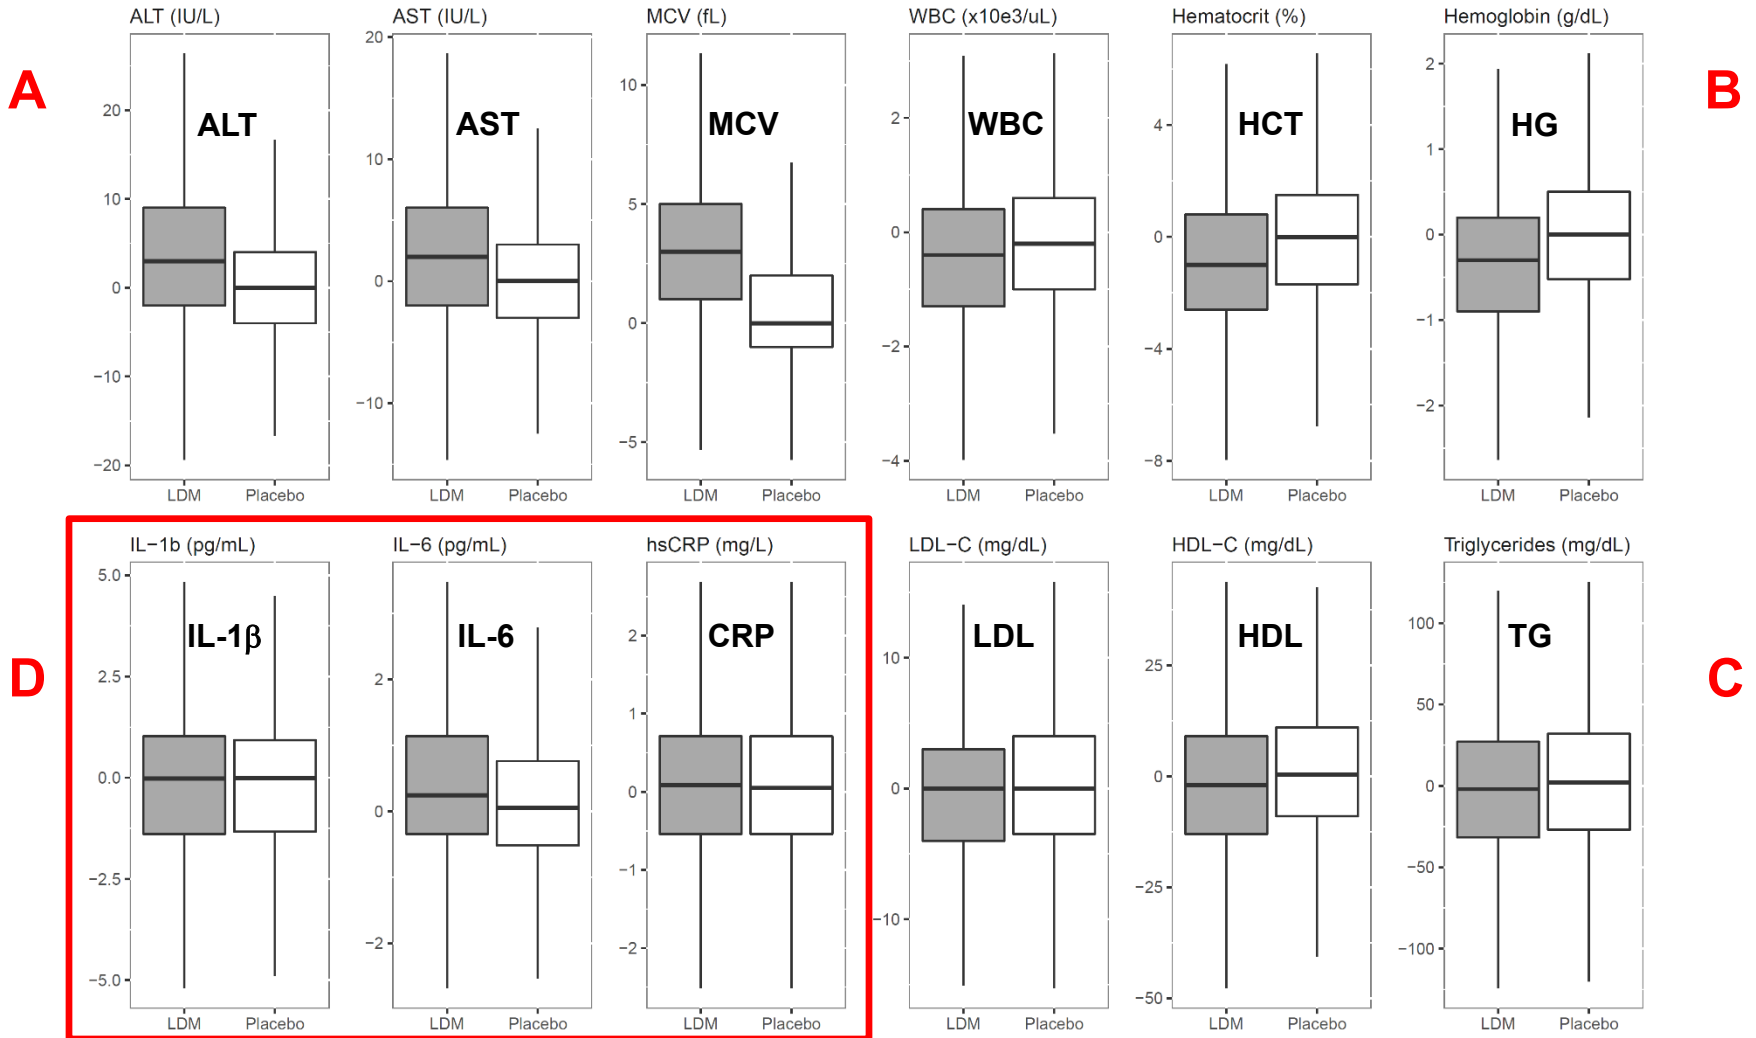 ALT (IU/L) AST (IU/L) MCV (fL) WBC (x10e3/uL) Hematocrit (%) Hemoglobin (g/dL)
A B
ALT AST MCV WBC HCT HG
20 10 0 −10 −20
20 10 0 −10
10 5 0 −5
2 0 −2 −4
4 0 −4 −8
2 1 0 −1 −2
LDM Placebo LDM Placebo LDM Placebo LDM Placebo LDM Placebo LDM Placebo
IL−1b (pg/mL) IL−6 (pg/mL) hsCRP (mg/L) LDL−C (mg/dL) HDL−C (mg/dL) Triglycerides (mg/dL)
IL-1β IL-6 CRP LDL HDL TG
D C
5.0 2.5 0.0 −2.5 −5.0
2 0 −2
2 1 0 −1 −2
10 0 −10
25 0 −25 −50
100 50 0 −50 −100
LDM Placebo LDM Placebo LDM Placebo LDM Placebo LDM Placebo LDM Placebo